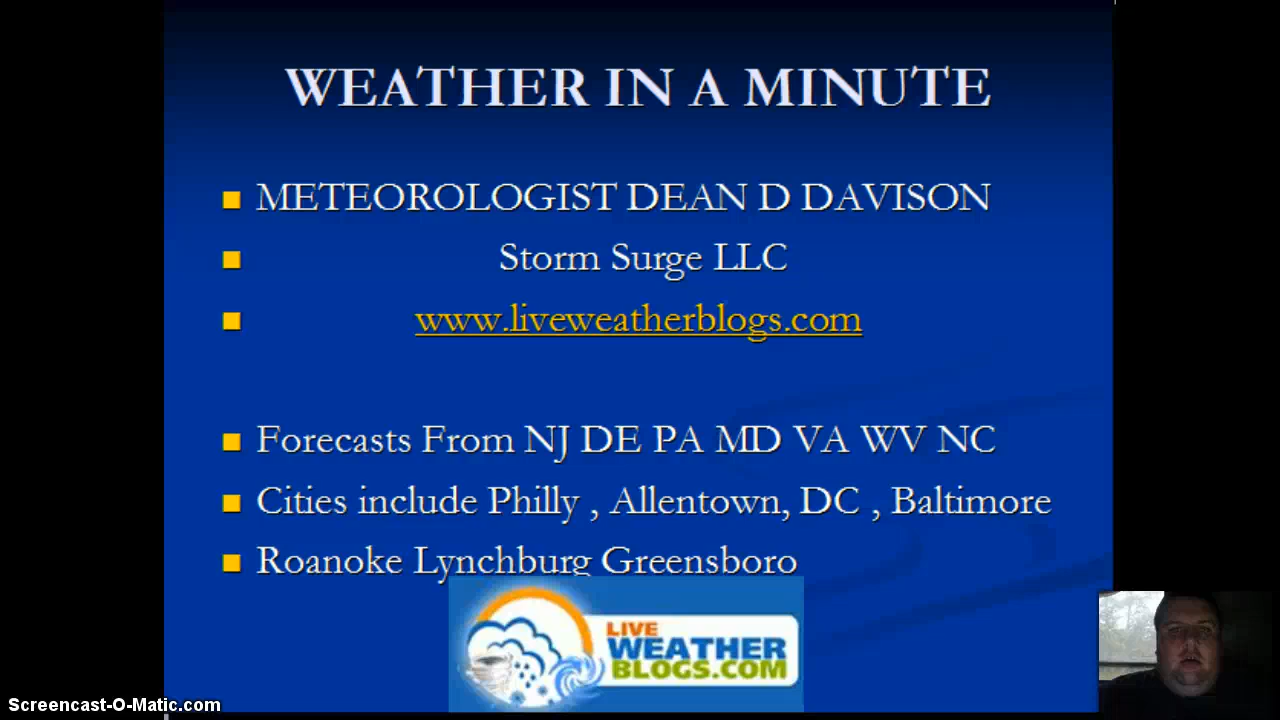 WEATHER IN A MINUTE
METEOROLOGIST DEAN D DAVISON
Storm Surge LLC
www.liveweatherblogs.com
Forecasts From NJ DE PA MD VA WV NC
Cities include Philly , Allentown, DC , Baltimore
Roanoke Lynchburg Greensboro
LIVE
WEATHER
BLOGS.COM
Screencast-O-Matic.com